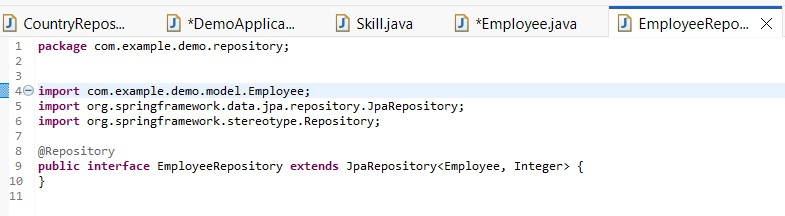 CountryRepos... *DemoApplica... Skill.java *Employee.java EmployeeRepo...
1 package com.example.demo.repository;
2
3
4 import com.example.demo.model.Employee;
5 import org.springframework.data.jpa.repository.JpaRepository;
6 import org.springframework.stereotype.Repository;
7
8 @Repository
9 public interface EmployeeRepository extends JpaRepository<Employee, Integer> {
10 }
11